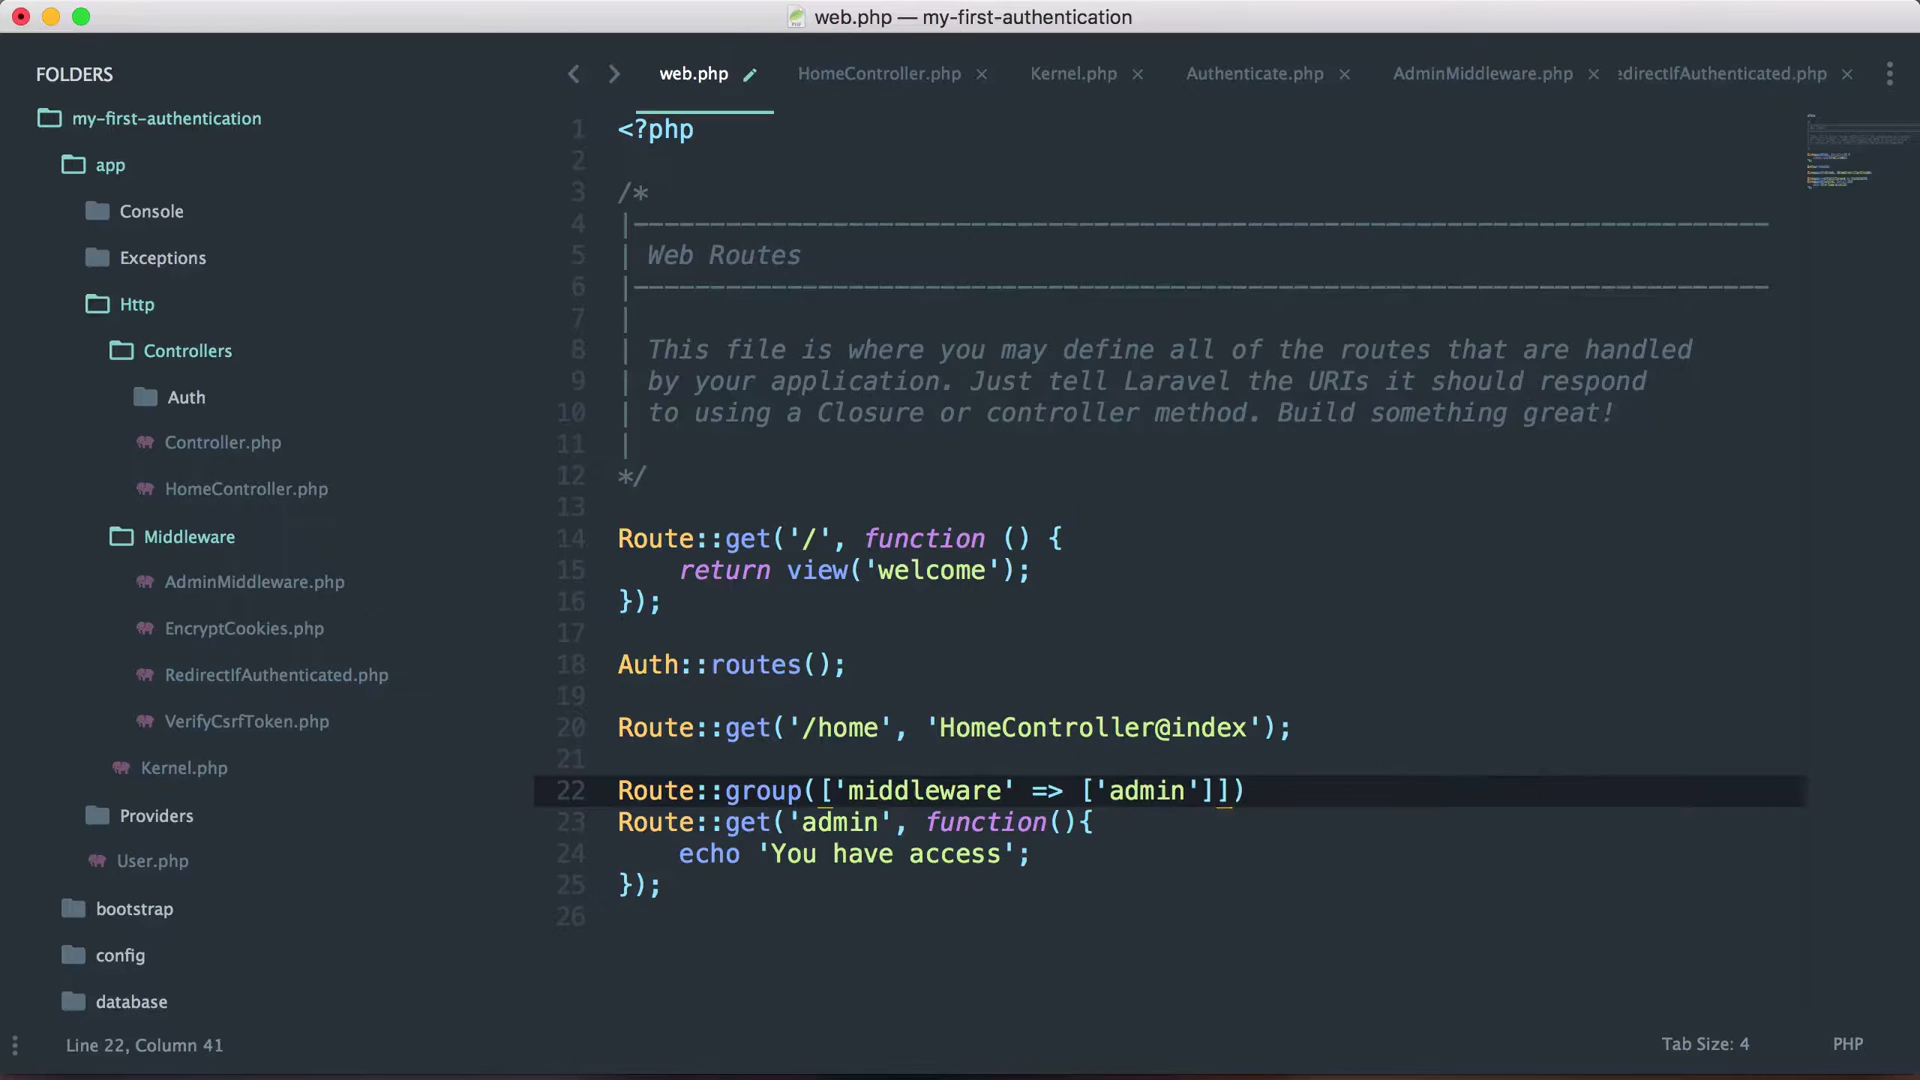 web.php — my-first-authentication
FOLDERS
my-first-authentication
app
Console
Exceptions
Http
Controllers
Auth
Controller.php
HomeController.php
Middleware
AdminMiddleware.php
EncryptCookies.php
RedirectIfAuthenticated.php
VerifyCsrfToken.php
Kernel.php
Providers
User.php
bootstrap
config
database
web.php
HomeController.php ×
Kernel.php ×
Authenticate.php ×
AdminMiddleware.php ×
directIfAuthenticated.php ×
1 <?php
2
3 /*
4 |--------------------------------------------------------------------------
5 | Web Routes
6 |--------------------------------------------------------------------------
7 |
8 | This file is where you may define all of the routes that are handled
9 | by your application. Just tell Laravel the URIs it should respond
10 | to using a Closure or controller method. Build something great!
11 |
12 */
13
14 Route::get('/', function () {
15     return view('welcome');
16 });
17
18 Auth::routes();
19
20 Route::get('/home', 'HomeController@index');
21
22 Route::group(['middleware' => ['admin']])
23 Route::get('admin', function(){
24     echo 'You have access';
25 });
26
Line 22, Column 41
Tab Size: 4
PHP